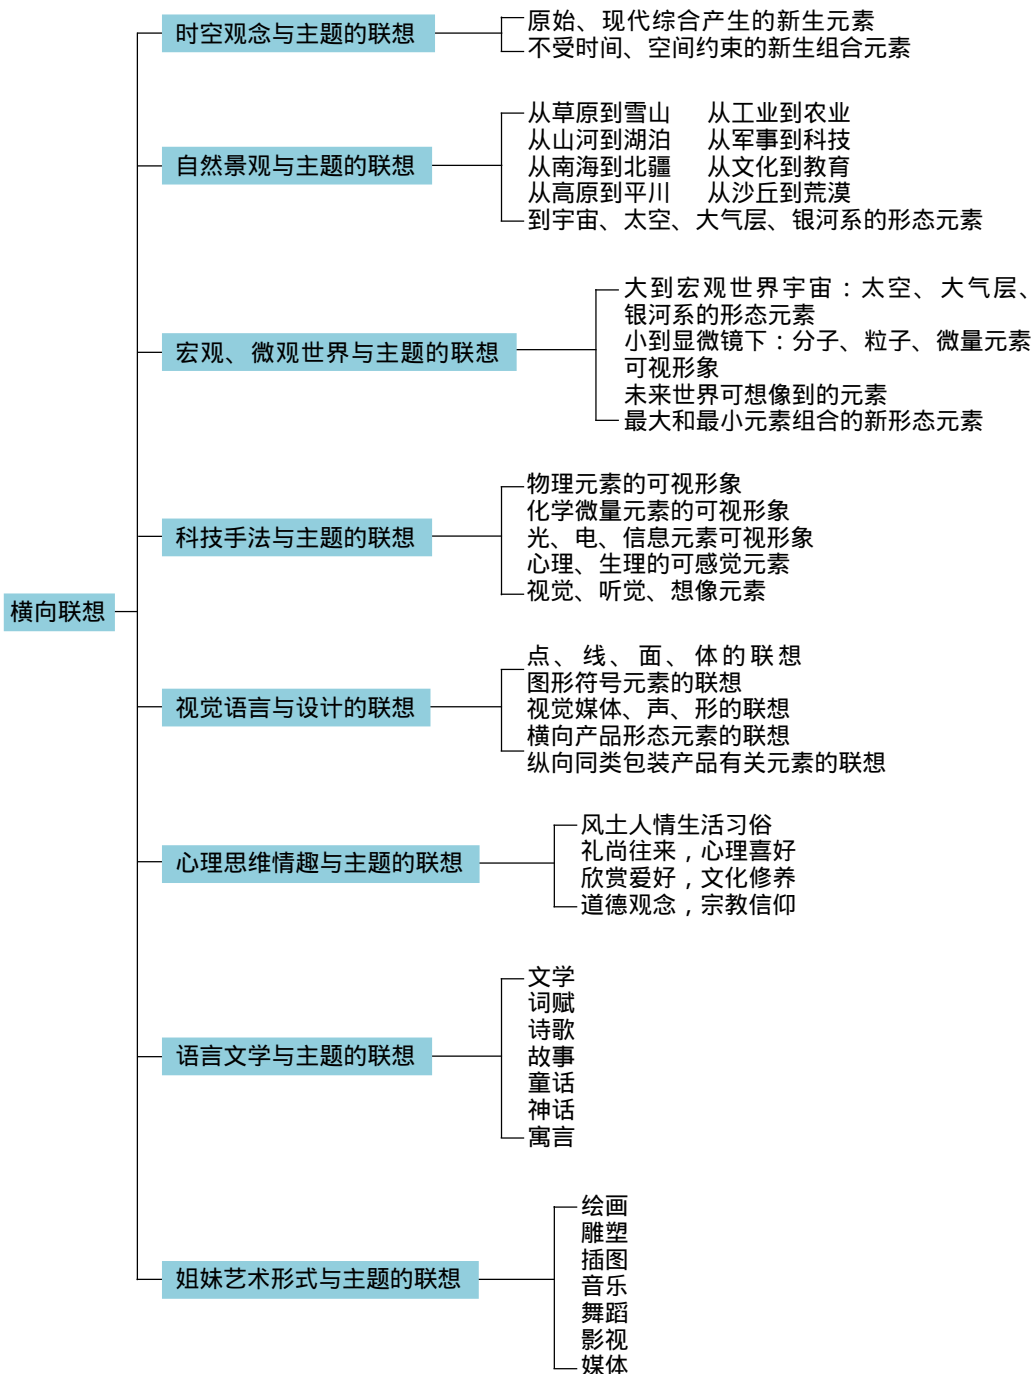 时空观念与主题的联想
原始、现代综合产生的新生元素
不受时间、空间约束的新生组合元素
自然景观与主题的联想
从草原到雪山 从工业到农业
从山河到湖泊 从军事到科技
从南海到北疆 从文化到教育
从高原到平川 从沙丘到荒漠
到宇宙、太空、大气层、银河系的形态元素
宏观、微观世界与主题的联想
大到宏观世界宇宙：太空、大气层、
银河系的形态元素
小到显微镜下：分子、粒子、微量元素
可视形象
未来世界可想像到的元素
最大和最小元素组合的新形态元素
科技手法与主题的联想
物理元素的可视形象
化学微量元素的可视形象
光、电、信息元素可视形象
心理、生理的可感觉元素
视觉、听觉、想像元素
横向联想
视觉语言与设计的联想
点、线、面、体的联想
图形符号元素的联想
视觉媒体、声、形的联想
横向产品形态元素的联想
纵向同类包装产品有关元素的联想
心理思维情趣与主题的联想
风土人情生活习俗
礼尚往来，心理喜好
欣赏爱好，文化修养
道德观念，宗教信仰
语言文学与主题的联想
文学
词赋
诗歌
故事
童话
神话
寓言
姐妹艺术形式与主题的联想
绘画
雕塑
插图
音乐
舞蹈
影视
媒体